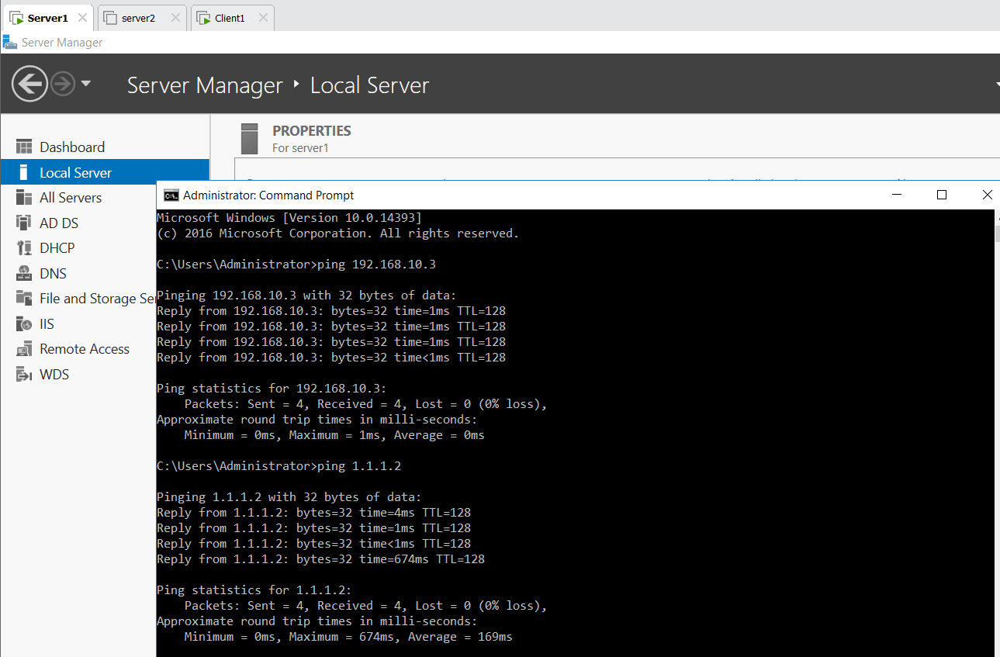 Server1
server2
Client1
Server Manager
Server Manager
Local Server
PROPERTIES
For server1
Dashboard
Local Server
All Servers
AD DS
DHCP
DNS
File and Storage Se
IIS
Remote Access
WDS
Administrator: Command Prompt
Microsoft Windows [Version 10.0.14393]
(c) 2016 Microsoft Corporation. All rights reserved.
C:\Users\Administrator>ping 192.168.10.3
Pinging 192.168.10.3 with 32 bytes of data:
Reply from 192.168.10.3: bytes=32 time=1ms TTL=128
Reply from 192.168.10.3: bytes=32 time=1ms TTL=128
Reply from 192.168.10.3: bytes=32 time=1ms TTL=128
Reply from 192.168.10.3: bytes=32 time<1ms TTL=128
Ping statistics for 192.168.10.3:
Packets: Sent = 4, Received = 4, Lost = 0 (0% loss),
Approximate round trip times in milli-seconds:
Minimum = 0ms, Maximum = 1ms, Average = 0ms
C:\Users\Administrator>ping 1.1.1.2
Pinging 1.1.1.2 with 32 bytes of data:
Reply from 1.1.1.2: bytes=32 time=4ms TTL=128
Reply from 1.1.1.2: bytes=32 time=1ms TTL=128
Reply from 1.1.1.2: bytes=32 time<1ms TTL=128
Reply from 1.1.1.2: bytes=32 time=674ms TTL=128
Ping statistics for 1.1.1.2:
Packets: Sent = 4, Received = 4, Lost = 0 (0% loss),
Approximate round trip times in milli-seconds:
Minimum = 0ms, Maximum = 674ms, Average = 169ms